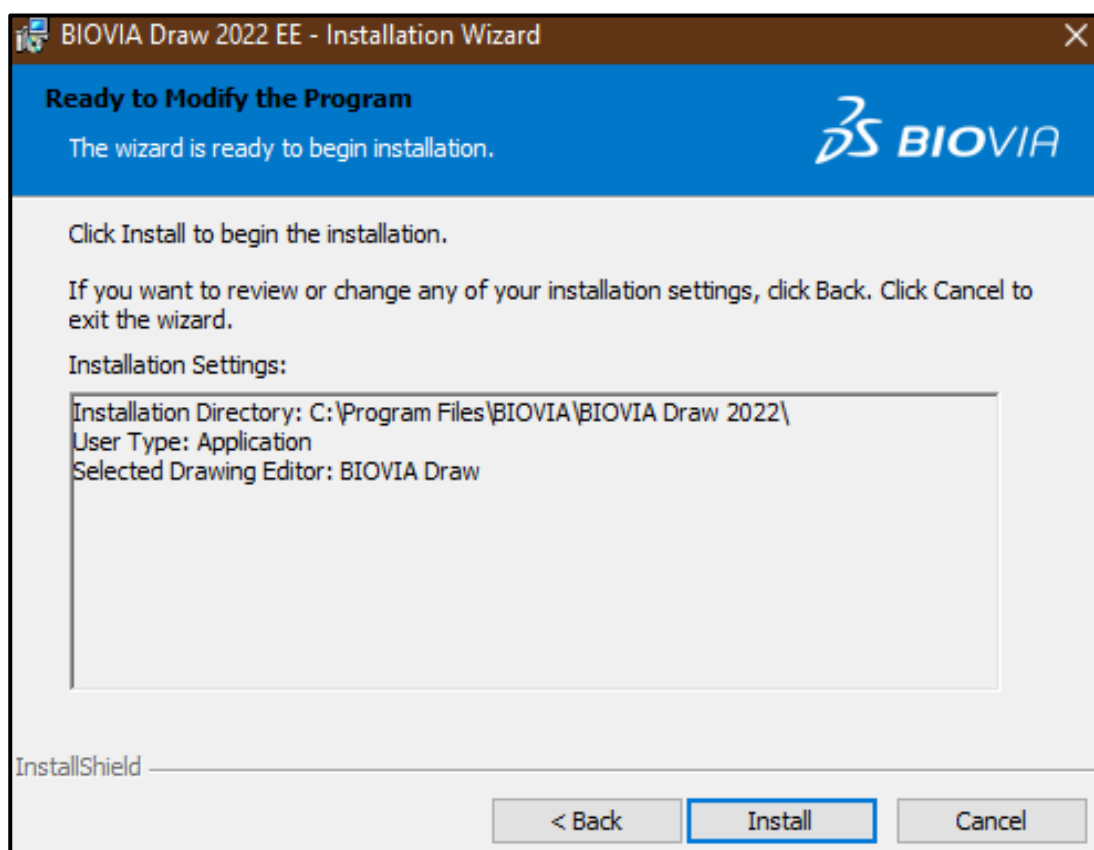 BIOVIA Draw 2022 EE - Installation Wizard
Ready to Modify the Program
The wizard is ready to begin installation.
3DS BIOVIA
Click Install to begin the installation.
If you want to review or change any of your installation settings, click Back. Click Cancel to
exit the wizard.
Installation Settings:
Installation Directory: C:\Program Files\BIOVIA\BIOVIA Draw 2022\
User Type: Application
Selected Drawing Editor: BIOVIA Draw
InstallShield
< Back Install Cancel